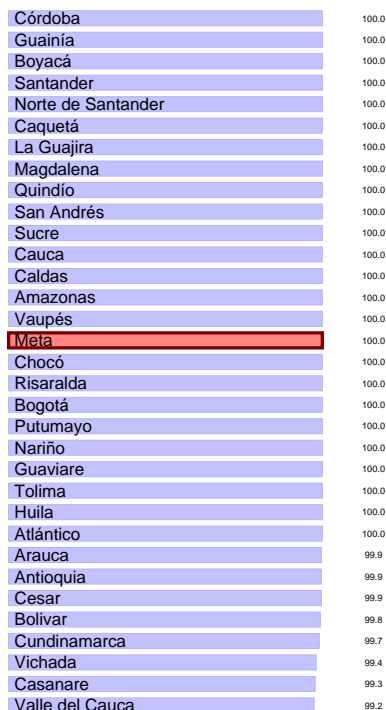 Córdoba 100.0
Guainía 100.0
Boyacá 100.0
Santander 100.0
Norte de Santander 100.0
Caquetá 100.0
La Guajira 100.0
Magdalena 100.0
Quindío 100.0
San Andrés 100.0
Sucre 100.0
Cauca 100.0
Caldas 100.0
Amazonas 100.0
Vaupés 100.0
Meta 100.0
Chocó 100.0
Risaralda 100.0
Bogotá 100.0
Putumayo 100.0
Nariño 100.0
Guaviare 100.0
Tolima 100.0
Huila 100.0
Atlántico 100.0
Arauca 99.9
Antioquia 99.9
Cesar 99.9
Bolivar 99.8
Cundinamarca 99.7
Vichada 99.4
Casanare 99.3
Valle del Cauca 99.2